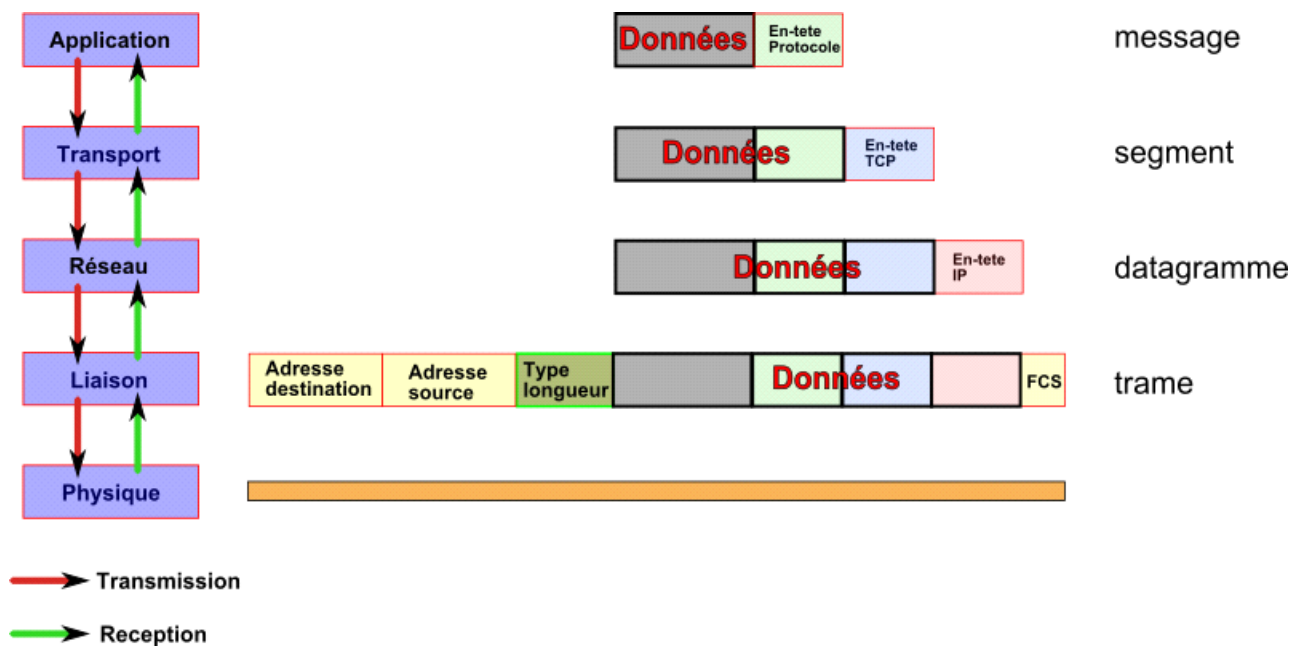 Application
Données
En-tete
Protocole
message
Transport
Données
En-tete
TCP
segment
Réseau
Données
En-tete
IP
datagramme
Liaison
Adresse
destination
Adresse
source
Type
longueur
Données
FCS
trame
Physique
Transmission
Reception